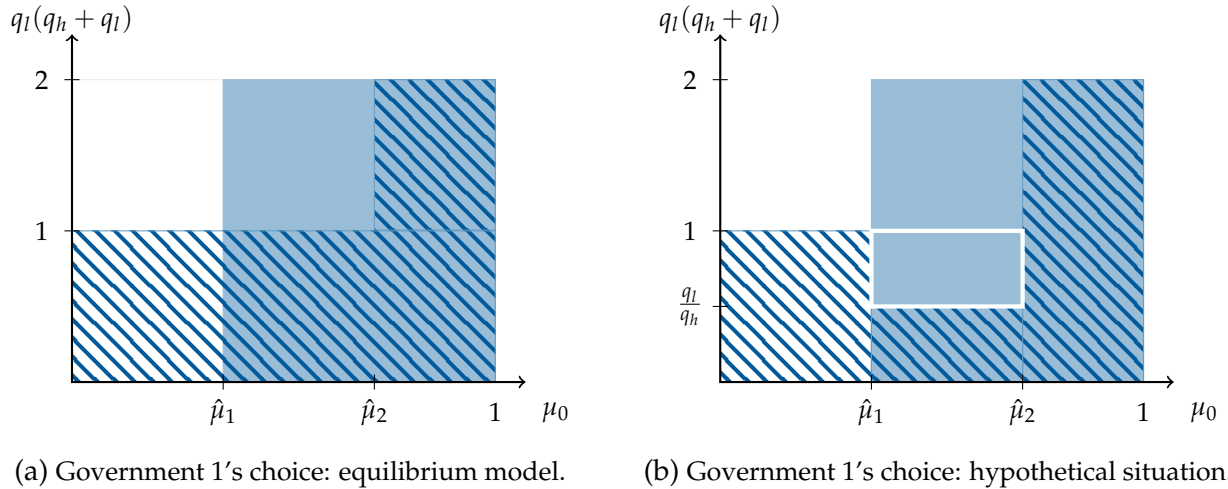 q_l(q_h + q_l)
2
1
μ̂_1
μ̂_2
1
μ_0
(a) Government 1's choice: equilibrium model.
q_l(q_h + q_l)
2
1
q_l/q_h
μ̂_1
μ̂_2
1
μ_0
(b) Government 1's choice: hypothetical situation